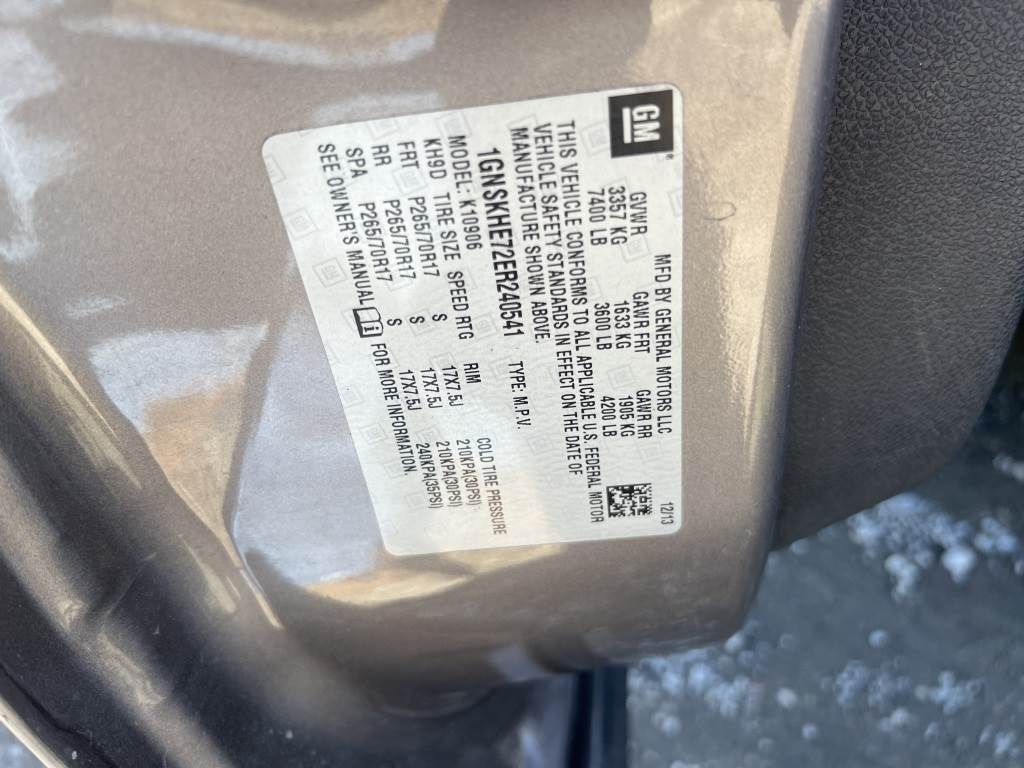 GM
MFD BY GENERAL MOTORS LLC 12/13
GVWR GAWR FRT GAWR RR
3357 KG 1633 KG 1905 KG
7400 LB 3600 LB 4200 LB
THIS VEHICLE CONFORMS TO ALL APPLICABLE U.S. FEDERAL MOTOR
VEHICLE SAFETY STANDARDS IN EFFECT ON THE DATE OF
MANUFACTURE SHOWN ABOVE.
1GNSKHE72ER240541 TYPE: M.P.V.
MODEL: K10906
KH9D TIRE SIZE SPEED RTG RIM COLD TIRE PRESSURE
FRT P265/70R17 S 17X7.5J 210KPA(30PSI)
RR P265/70R17 S 17X7.5J 210KPA(30PSI)
SPA P265/70R17 S 17X7.5J 240KPA(35PSI)
SEE OWNER'S MANUAL FOR MORE INFORMATION